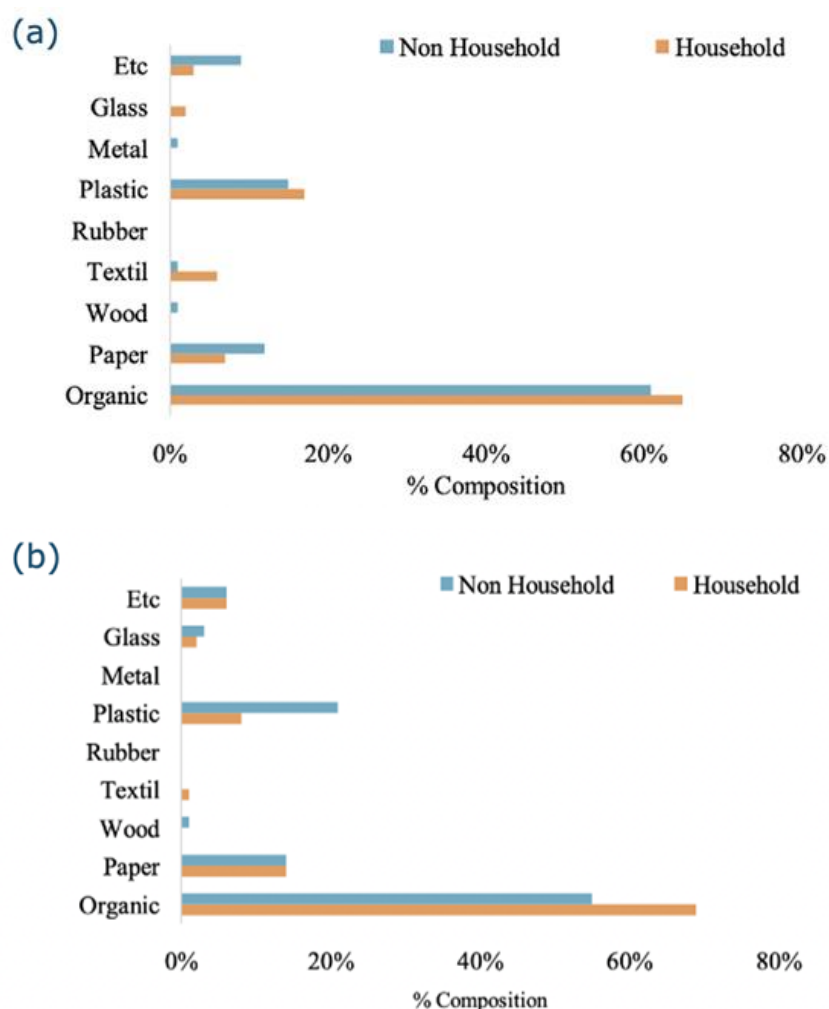 (a)
Non Household Household
Etc
Glass
Metal
Plastic
Rubber
Textil
Wood
Paper
Organic
0% 20% 40% 60% 80%
% Composition
(b)
Non Household Household
Etc
Glass
Metal
Plastic
Rubber
Textil
Wood
Paper
Organic
0% 20% 40% 60% 80%
% Composition